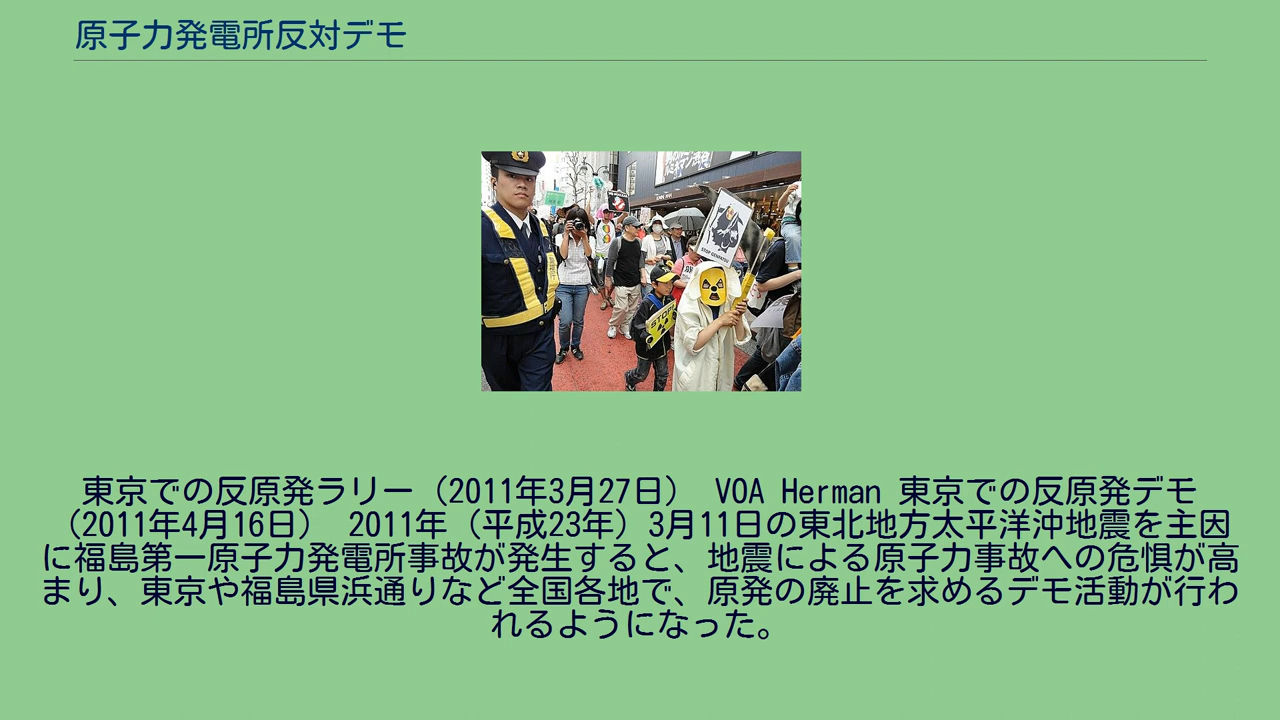 原子力発電所反対デモ
STOP GENPATSU
STOP
東京での反原発ラリー（2011年3月27日） VOA Herman 東京での反原発デモ
（2011年4月16日） 2011年（平成23年）3月11日の東北地方太平洋沖地震を主因
に福島第一原子力発電所事故が発生すると、地震による原子力事故への危惧が高
まり、東京や福島県浜通りなど全国各地で、原発の廃止を求めるデモ活動が行わ
れるようになった。